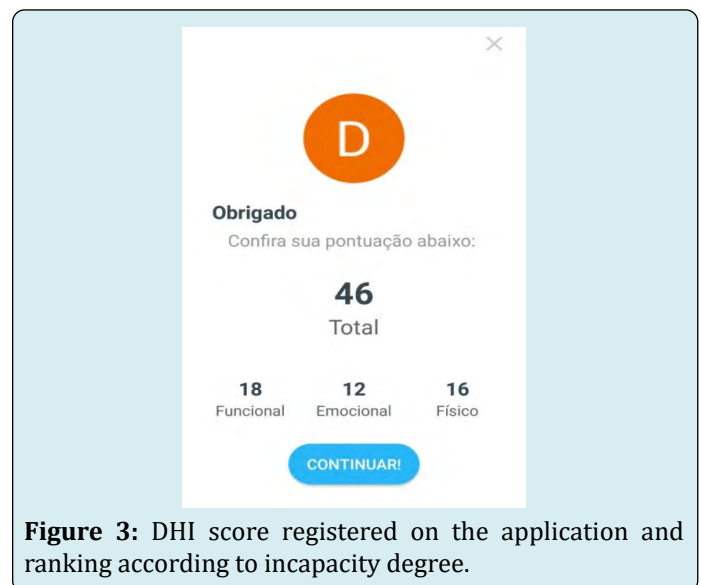 D
Obrigado
Confira sua pontuação abaixo:
46
Total
18 12 16
Funcional Emocional Físico
CONTINUAR!
Figure 3: DHI score registered on the application and
ranking according to incapacity degree.